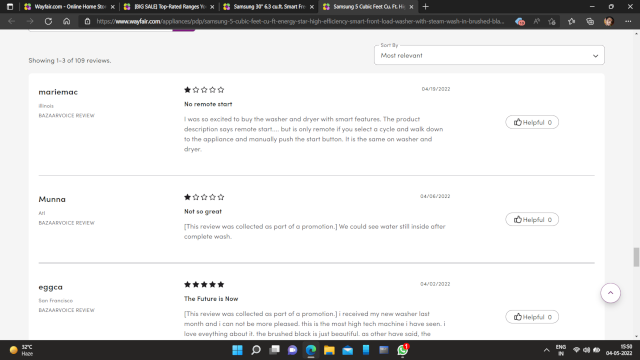 Wayfair.com - Online Home Store
[BIG SALE] Top-Rated Ranges Yo
Samsung 30" 6.3 cu.ft. Smart Free
Samsung 5 Cubic Feet Cu. Ft. Hi
https://www.wayfair.com/appliances/pdp/samsung-5-cubic-feet-cu-ft-energy-star-high-efficiency-smart-front-load-washer-with-steam-wash-in-brushed-bla...
Sort By
Most relevant
Showing 1-3 of 109 reviews.
mariemac
Illinois
BAZAARVOICE REVIEW
04/19/2022
No remote start
I was so excited to buy the washer and dryer with smart features. The product
description says remote start.... but is only remote if you select a cycle and walk down
to the appliance and manually push the start button. It is the same on washer and
dryer.
Helpful 0
Munna
Art
BAZAARVOICE REVIEW
04/06/2022
Not so great
[This review was collected as part of a promotion.] We could see water still inside after
complete wash.
Helpful 0
eggca
San Francisco
BAZAARVOICE REVIEW
04/02/2022
The Future is Now
[This review was collected as part of a promotion.] i received my new washer last
month and i can not be more pleased. this is the most high tech machine i have seen. i
love eveything about it. the brushed black is just beautiful. as other have said, the
Helpful 0
32°C
Haze
ENG
IN
15:50
04-05-2022